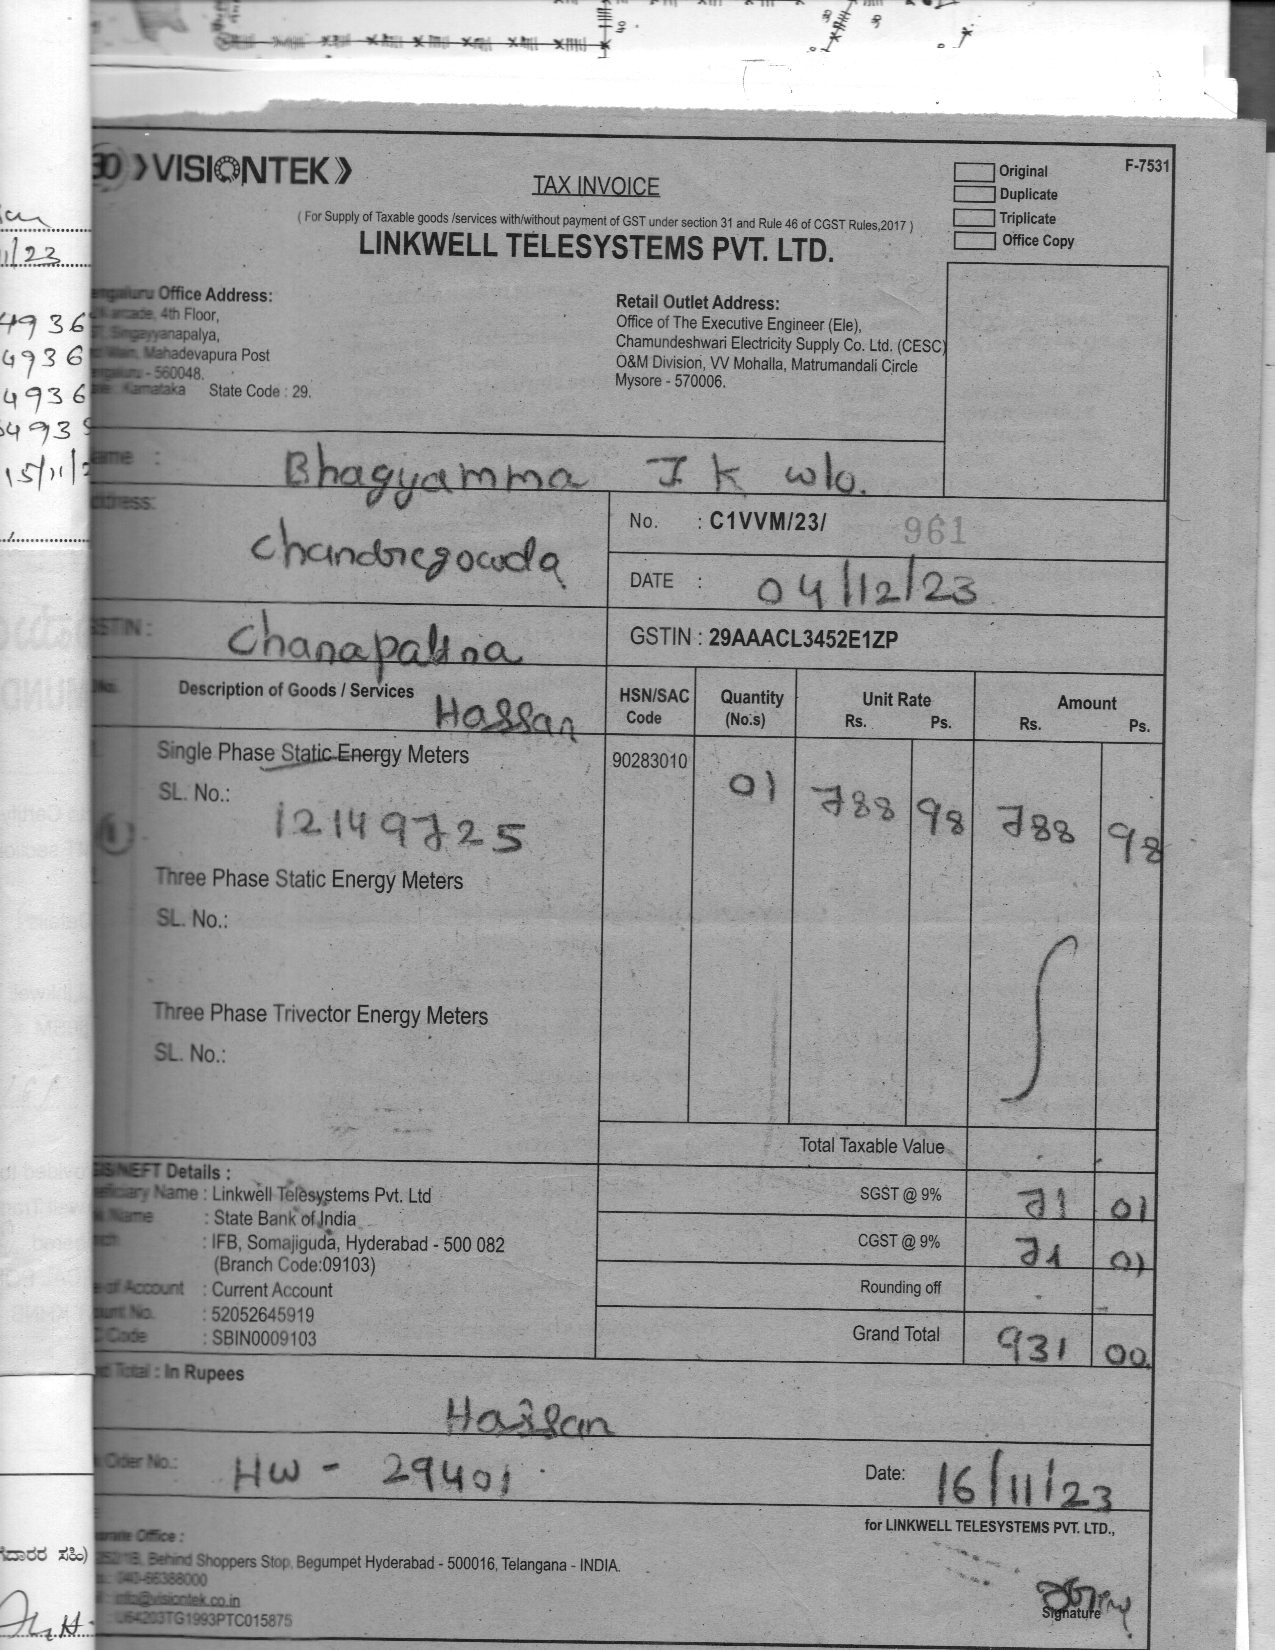 VISIONTEK
TAX INVOICE
Original
F-7531
Duplicate
Triplicate
Office Copy
( For Supply of Taxable goods /services with/without payment of GST under section 31 and Rule 46 of CGST Rules,2017 )
LINKWELL TELESYSTEMS PVT. LTD.
Office Address:
4th Floor,
Singayyanapalya,
Mahadevapura Post
- 560048.
Karnataka State Code : 29.
Retail Outlet Address:
Office of The Executive Engineer (Ele),
Chamundeshwari Electricity Supply Co. Ltd. (CESC)
O&M Division, VV Mohalla, Matrumandali Circle
Mysore - 570006.
Bhagyamma J K w/o.
Chandregowda
No. : C1VVM/23/ 961
DATE : 04/12/23
Chanapatna
GSTIN : 29AAACL3452E1ZP
Description of Goods / Services
Hassan
HSN/SAC Code
Quantity (No.s)
Unit Rate Rs. Ps.
Amount Rs. Ps.
Single Phase Static Energy Meters
90283010 01 788 98 788 98
SL. No.:
12149725
Three Phase Static Energy Meters
SL. No.:
Three Phase Trivector Energy Meters
SL. No.:
Total Taxable Value
SGST @ 9% 71 01
CGST @ 9% 71 01
Rounding off
Grand Total 931 00
NEFT Details :
Name : Linkwell Telesystems Pvt. Ltd
Name : State Bank of India
: IFB, Somajiguda, Hyderabad - 500 082
(Branch Code:09103)
of Account : Current Account
No. : 52052645919
Code : SBIN0009103
Total : In Rupees
Hassan
Order No.: HW - 29401
Date: 16/11/23
for LINKWELL TELESYSTEMS PVT. LTD.,
Office :
Behind Shoppers Stop, Begumpet Hyderabad - 500016, Telangana - INDIA.
040-66388000
info@visiontek.co.in
U64203TG1993PTC015875
Signature
11/23
4936
4936
4936
15/11/2